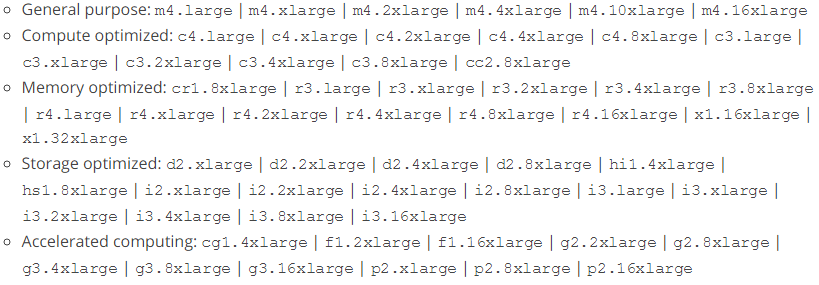 General purpose: m4.large | m4.xlarge | m4.2xlarge | m4.4xlarge | m4.10xlarge | m4.16xlarge
Compute optimized: c4.large | c4.xlarge | c4.2xlarge | c4.4xlarge | c4.8xlarge | c3.large |
c3.xlarge | c3.2xlarge | c3.4xlarge | c3.8xlarge | cc2.8xlarge
Memory optimized: cr1.8xlarge | r3.large | r3.xlarge | r3.2xlarge | r3.4xlarge | r3.8xlarge
| r4.large | r4.xlarge | r4.2xlarge | r4.4xlarge | r4.8xlarge | r4.16xlarge | x1.16xlarge |
x1.32xlarge
Storage optimized: d2.xlarge | d2.2xlarge | d2.4xlarge | d2.8xlarge | hi1.4xlarge |
hs1.8xlarge | i2.xlarge | i2.2xlarge | i2.4xlarge | i2.8xlarge | i3.large | i3.xlarge |
i3.2xlarge | i3.4xlarge | i3.8xlarge | i3.16xlarge
Accelerated computing: cg1.4xlarge | f1.2xlarge | f1.16xlarge | g2.2xlarge | g2.8xlarge |
g3.4xlarge | g3.8xlarge | g3.16xlarge | p2.xlarge | p2.8xlarge | p2.16xlarge